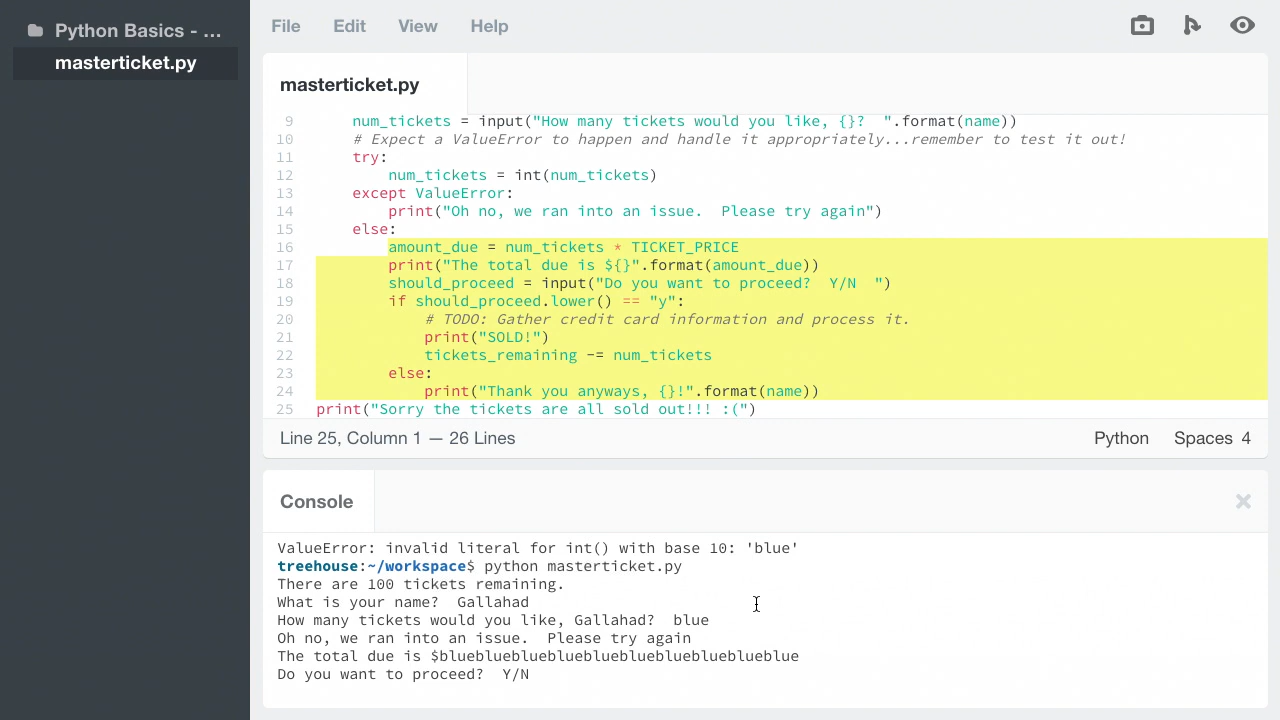 Python Basics - ...
masterticket.py
File Edit View Help
masterticket.py
9 num_tickets = input("How many tickets would you like, {}?  ".format(name))
10 # Expect a ValueError to happen and handle it appropriately...remember to test it out!
11 try:
12 num_tickets = int(num_tickets)
13 except ValueError:
14 print("Oh no, we ran into an issue.  Please try again")
15 else:
16 amount_due = num_tickets * TICKET_PRICE
17 print("The total due is ${}".format(amount_due))
18 should_proceed = input("Do you want to proceed?  Y/N  ")
19 if should_proceed.lower() == "y":
20 # TODO: Gather credit card information and process it.
21 print("SOLD!")
22 tickets_remaining -= num_tickets
23 else:
24 print("Thank you anyways, {}!".format(name))
25 print("Sorry the tickets are all sold out!!! :(")
Line 25, Column 1 — 26 Lines Python Spaces 4
Console
ValueError: invalid literal for int() with base 10: 'blue'
treehouse:~/workspace$ python masterticket.py
There are 100 tickets remaining.
What is your name?  Gallahad
How many tickets would you like, Gallahad?  blue
Oh no, we ran into an issue.  Please try again
The total due is $blueblueblueblueblueblueblueblueblueblue
Do you want to proceed?  Y/N